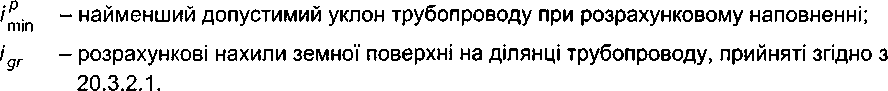 i^p_min – найменший допустимий уклон трубопроводу при розрахунковому наповненні;
i_gr – розрахункові нахили земної поверхні на ділянці трубопроводу, прийняті згідно з
20.3.2.1.